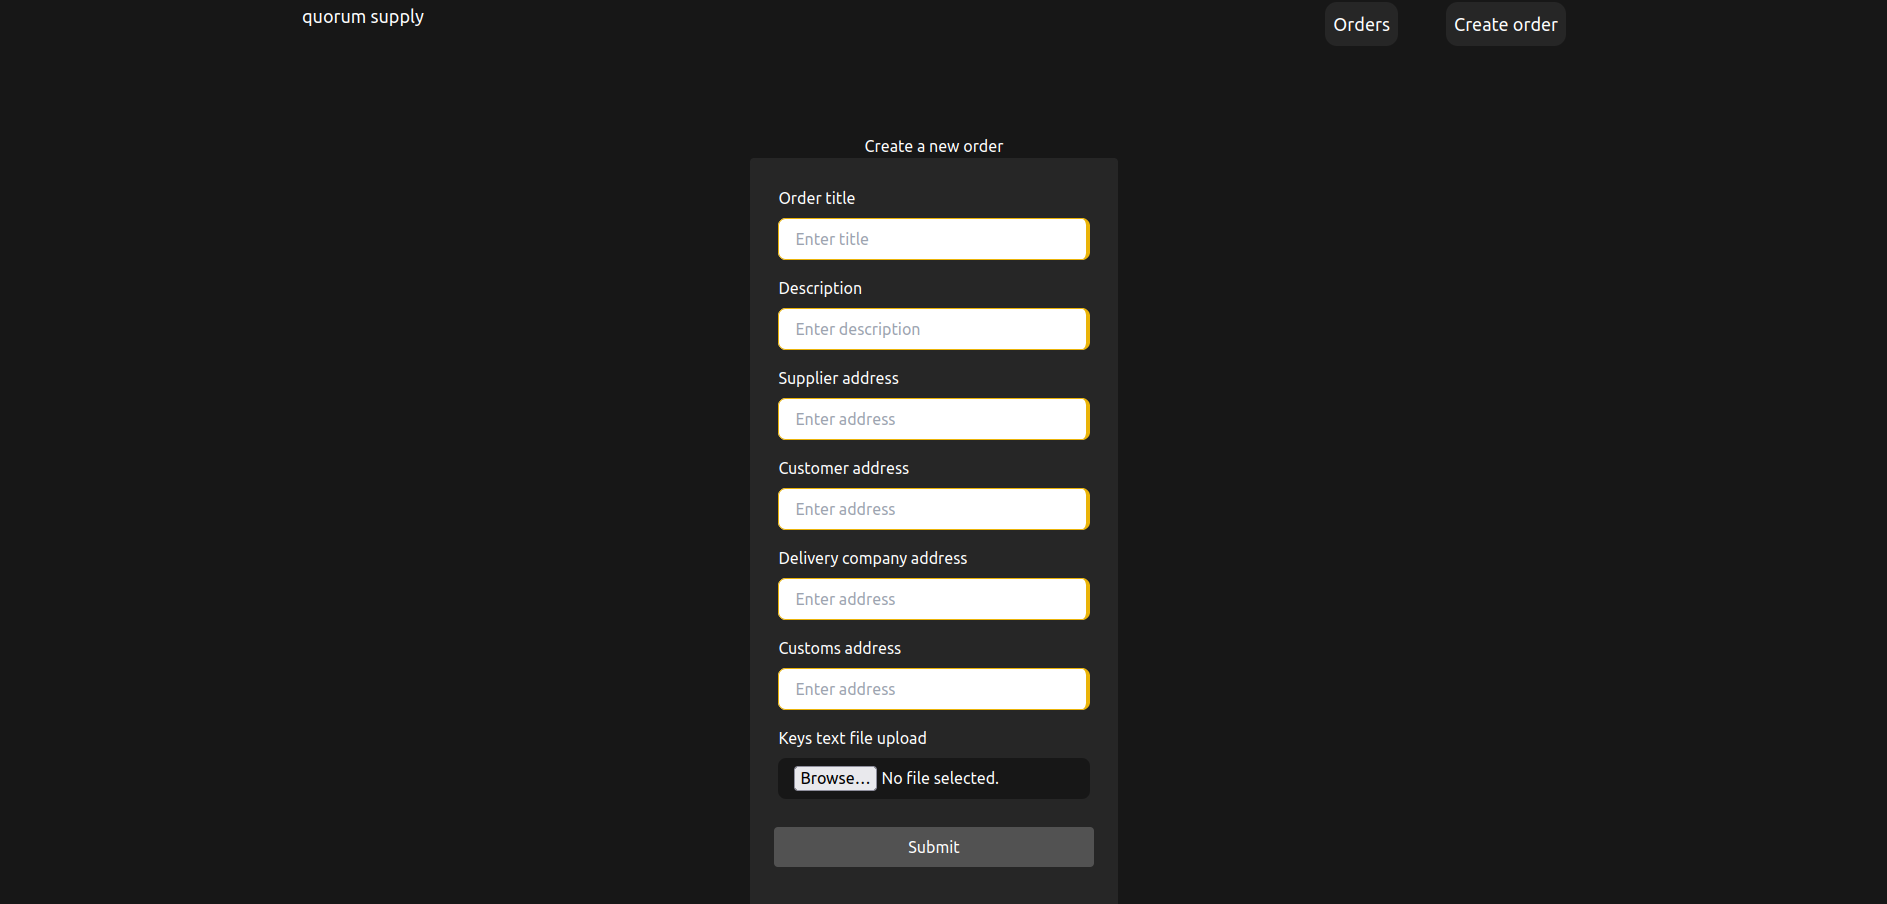 quorum supply
Orders
Create order
Create a new order
Order title
Enter title
Description
Enter description
Supplier address
Enter address
Customer address
Enter address
Delivery company address
Enter address
Customs address
Enter address
Keys text file upload
Browse... No file selected.
Submit